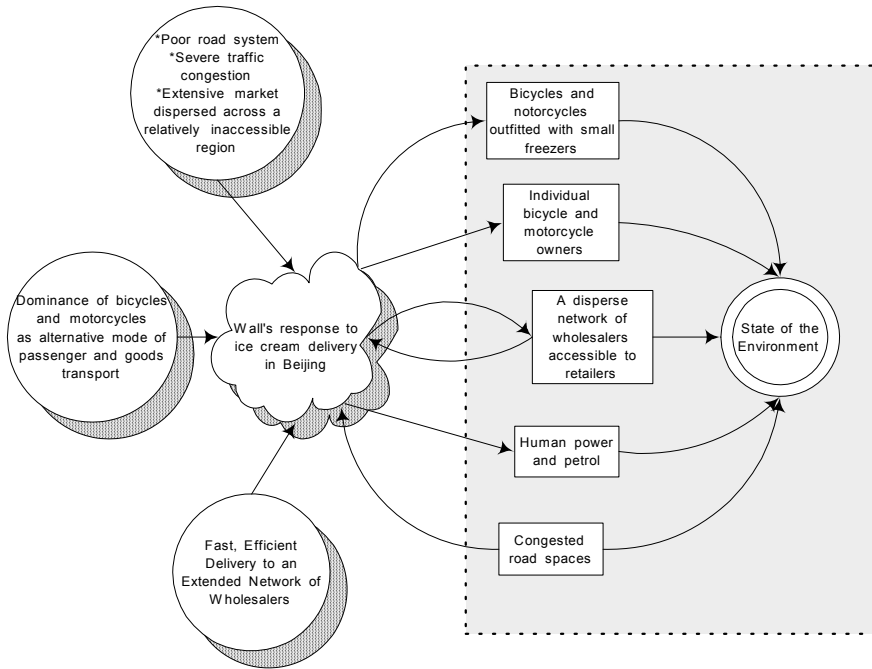 *Poor road system
*Severe traffic
congestion
*Extensive market
dispersed across a
relatively inaccessible
region
Bicycles and
notorcycles
outfitted with small
freezers
Individual
bicycle and
motorcycle
owners
Dominance of bicycles
and motorcycles
as alternative mode of
passenger and goods
transport
Wall's response to
ice cream delivery
in Beijing
A disperse
network of
wholesalers
accessible to
retailers
State of the
Environment
Human power
and petrol
Fast, Efficient
Delivery to an
Extended Network of
Wholesalers
Congested
road spaces